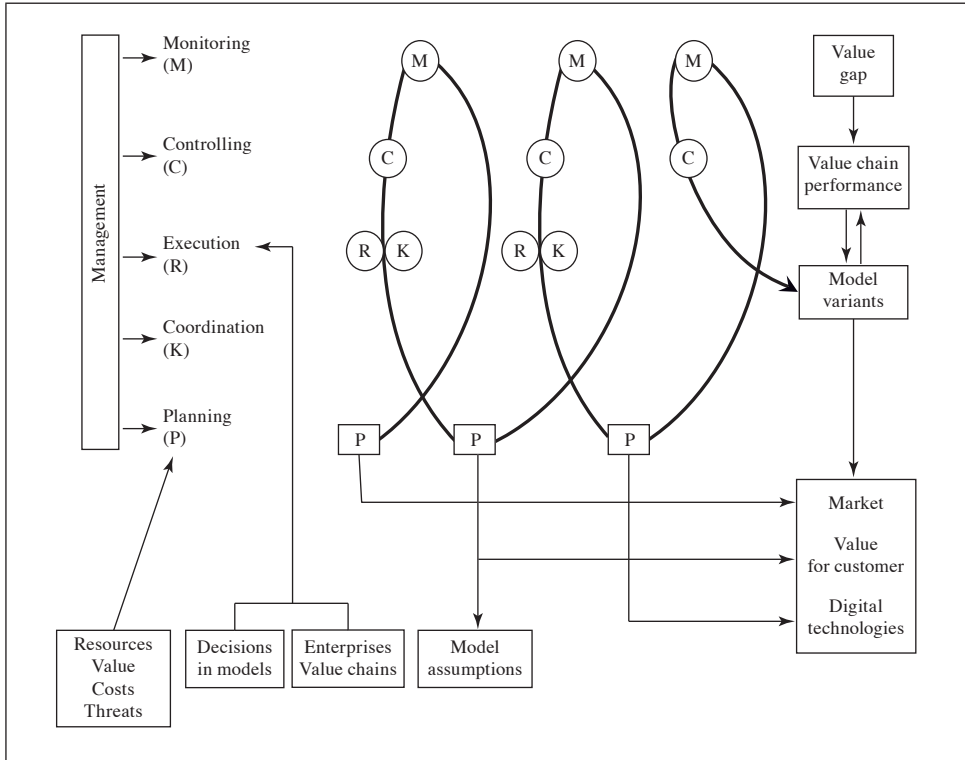 Management
Monitoring
(M)
Controlling
(C)
Execution
(R)
Coordination
(K)
Planning
(P)
M
C
R
K
P
M
C
R
K
P
M
C
P
Value
gap
Value chain
performance
Model
variants
Market
Value
for customer
Digital
technologies
Resources
Value
Costs
Threats
Decisions
in models
Enterprises
Value chains
Model
assumptions